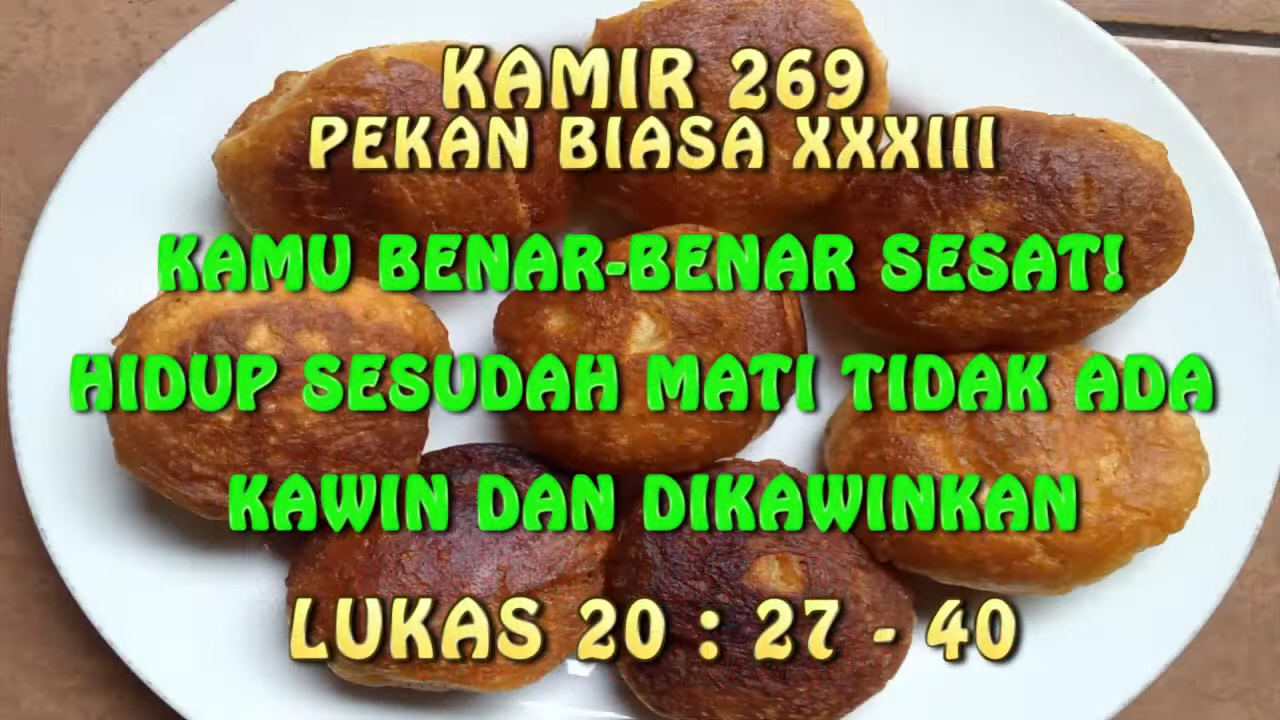 KAMIR 269
PEKAN BIASA XXXIII
KAMU BENAR-BENAR SESAT!
HIDUP SESUDAH MATI TIDAK ADA
KAWIN DAN DIKAWINKAN
LUKAS 20 : 27 - 40